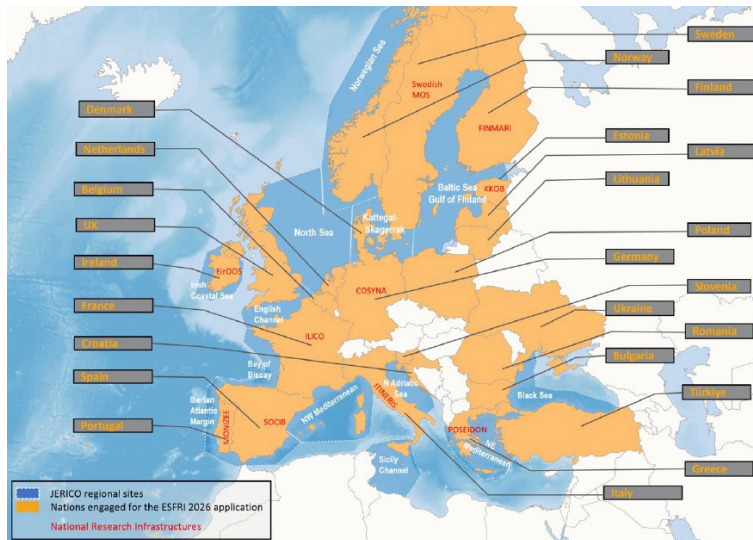 Sweden
Norway
Finland
Estonia
Latvia
Lithuania
Poland
Germany
Slovenia
Ukraine
Romania
Bulgaria
Türkiye
Greece
Italy
Denmark
Netherlands
Belgium
UK
Ireland
France
Croatia
Spain
Portugal
Norwegian Sea
Swedish
MOS
FINMARI
Baltic Sea
Gulf of Finland
KKOB
North Sea
Kattegat-
Skagerrak
EirOOS
Irish
Coastal Sea
English
Channel
COSYNA
ILICO
Bay of
Biscay
Iberian
Atlantic
Margin
MONIZEE
SOCIB
NW Mediterranean
ITINERIS
N Adriatic
Sea
Sicily
Channel
POSEIDON
NE
Mediterranean
Black Sea
JERICO regional sites
Nations engaged for the ESFRI 2026 application
National Research Infrastructures